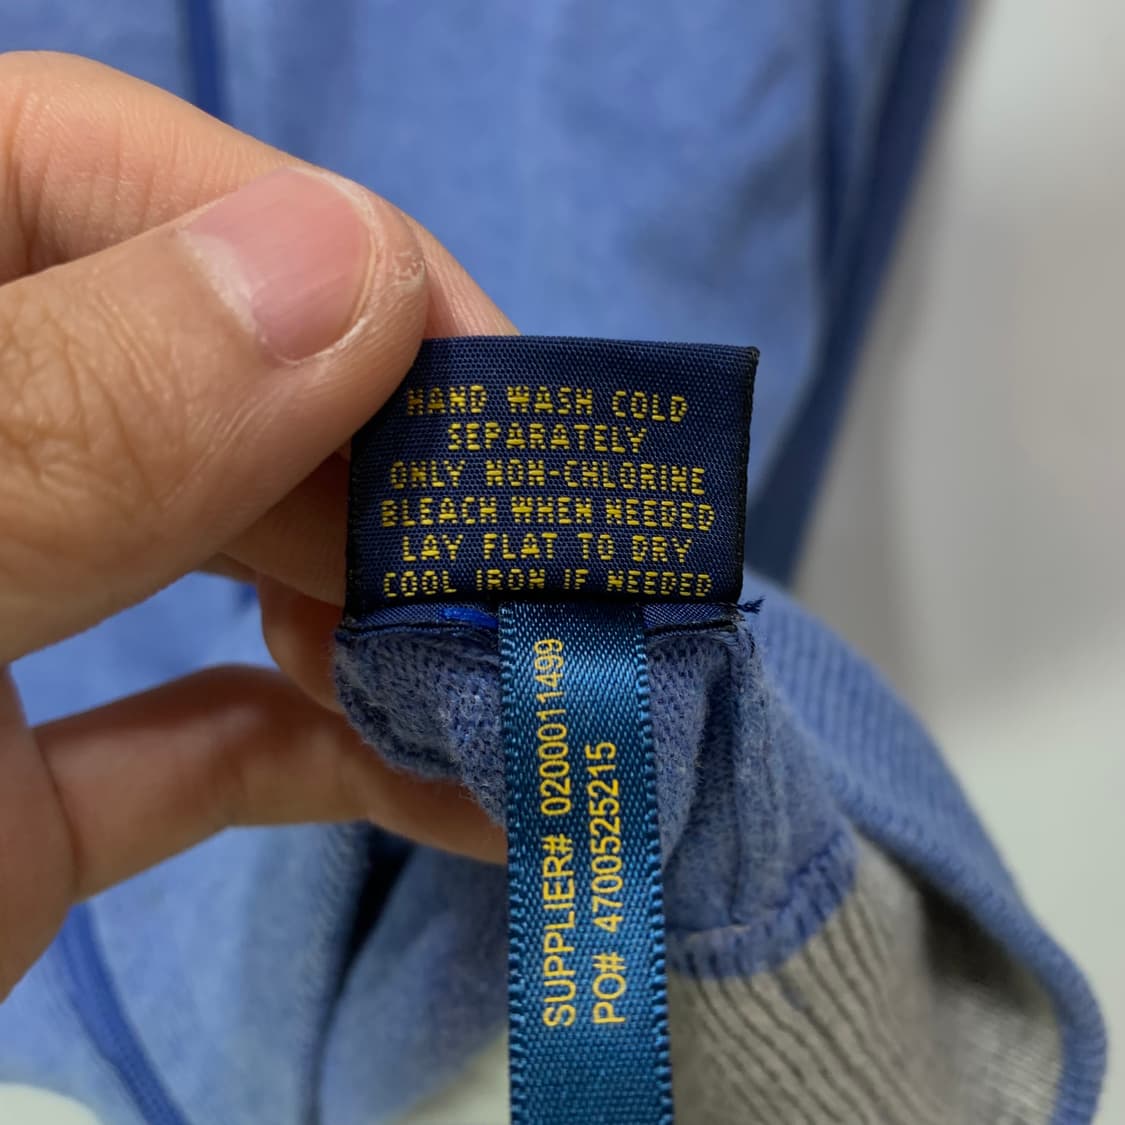 HAND WASH COLD
SEPARATELY
ONLY NON-CHLORINE
BLEACH WHEN NEEDED
LAY FLAT TO DRY
COOL IRON IF NEEDED
SUPPLIER# 0200011499
PO# 4700525215